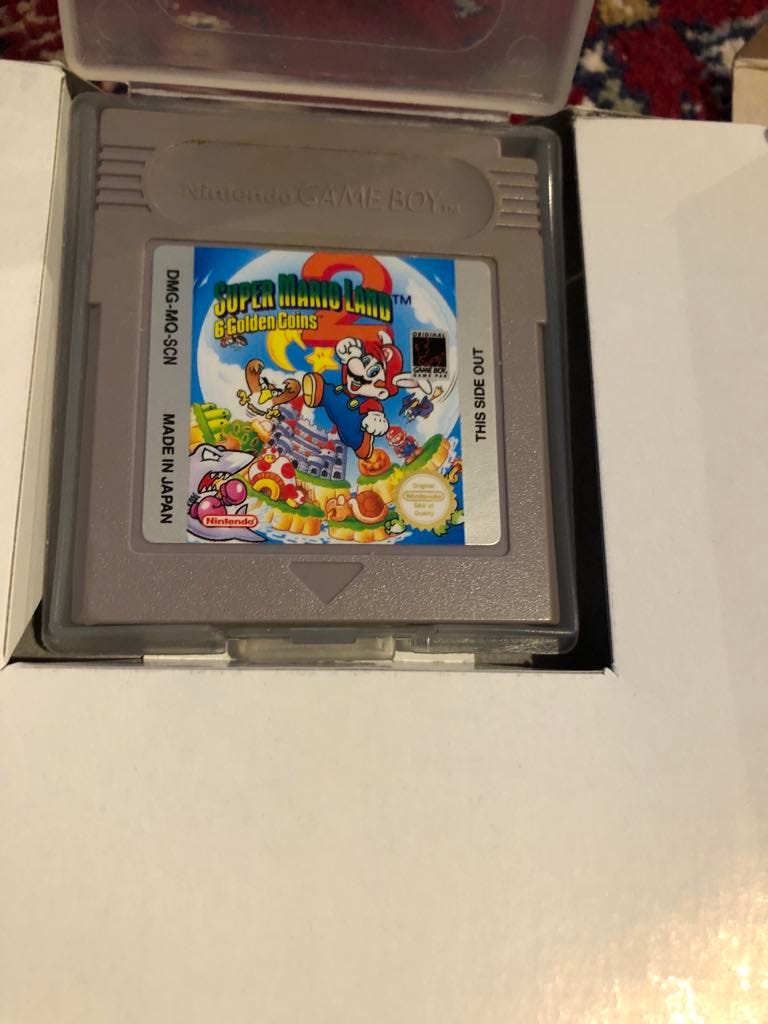 Nintendo GAME BOY TM
DMG-MQ-SCN MADE IN JAPAN
2
SUPER MARIO LAND TM
6 Golden Coins
ORIGINAL
GAME BOY
GAME PAK
THIS SIDE OUT
Original
Nintendo
Seal of
Quality
Nintendo